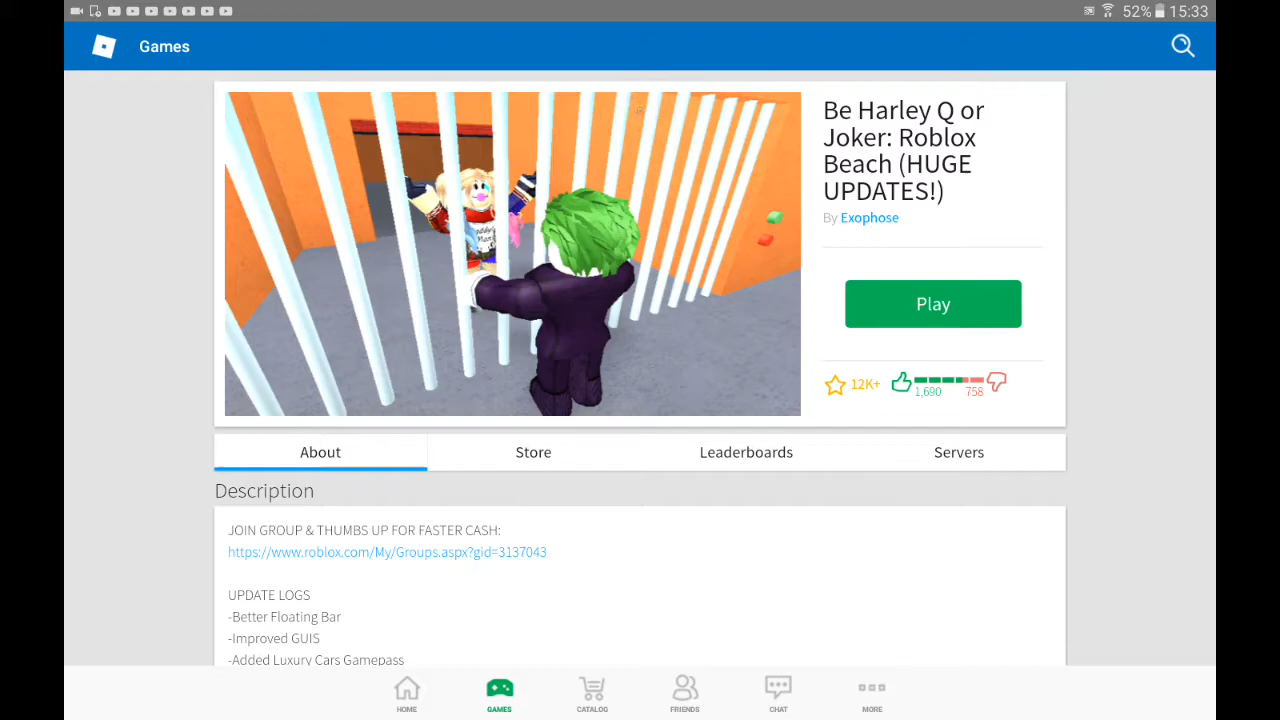 52% 15:33
Games
Be Harley Q or
Joker: Roblox
Beach (HUGE
UPDATES!)
By Exophose
Play
12K+ 1,690 758
About Store Leaderboards Servers
Description
JOIN GROUP & THUMBS UP FOR FASTER CASH:
https://www.roblox.com/My/Groups.aspx?gid=3137043
UPDATE LOGS
-Better Floating Bar
-Improved GUIS
-Added Luxury Cars Gamepass
HOME GAMES CATALOG FRIENDS CHAT MORE